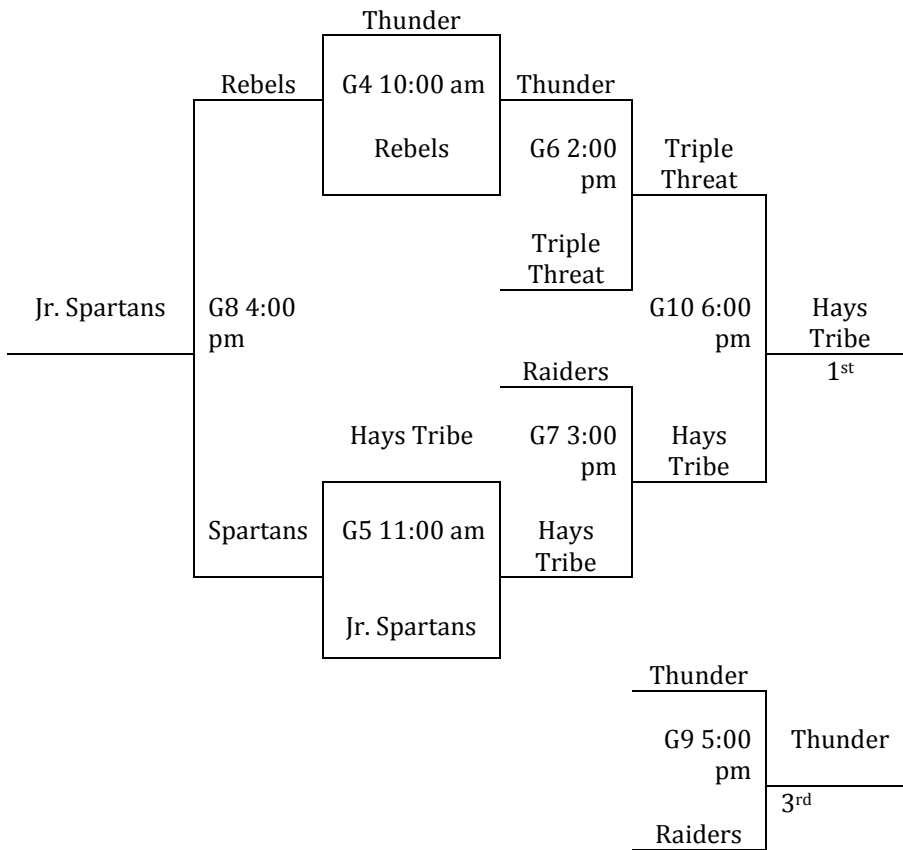 Thunder
Rebels
G4 10:00 am
Thunder
Rebels
G6 2:00
pm
Triple
Threat
Triple
Threat
Jr. Spartans
G8 4:00
pm
G10 6:00
pm
Hays
Tribe
1st
Raiders
Hays Tribe
G7 3:00
pm
Hays
Tribe
Spartans
G5 11:00 am
Hays
Tribe
Jr. Spartans
Thunder
G9 5:00
pm
Thunder
3rd
Raiders